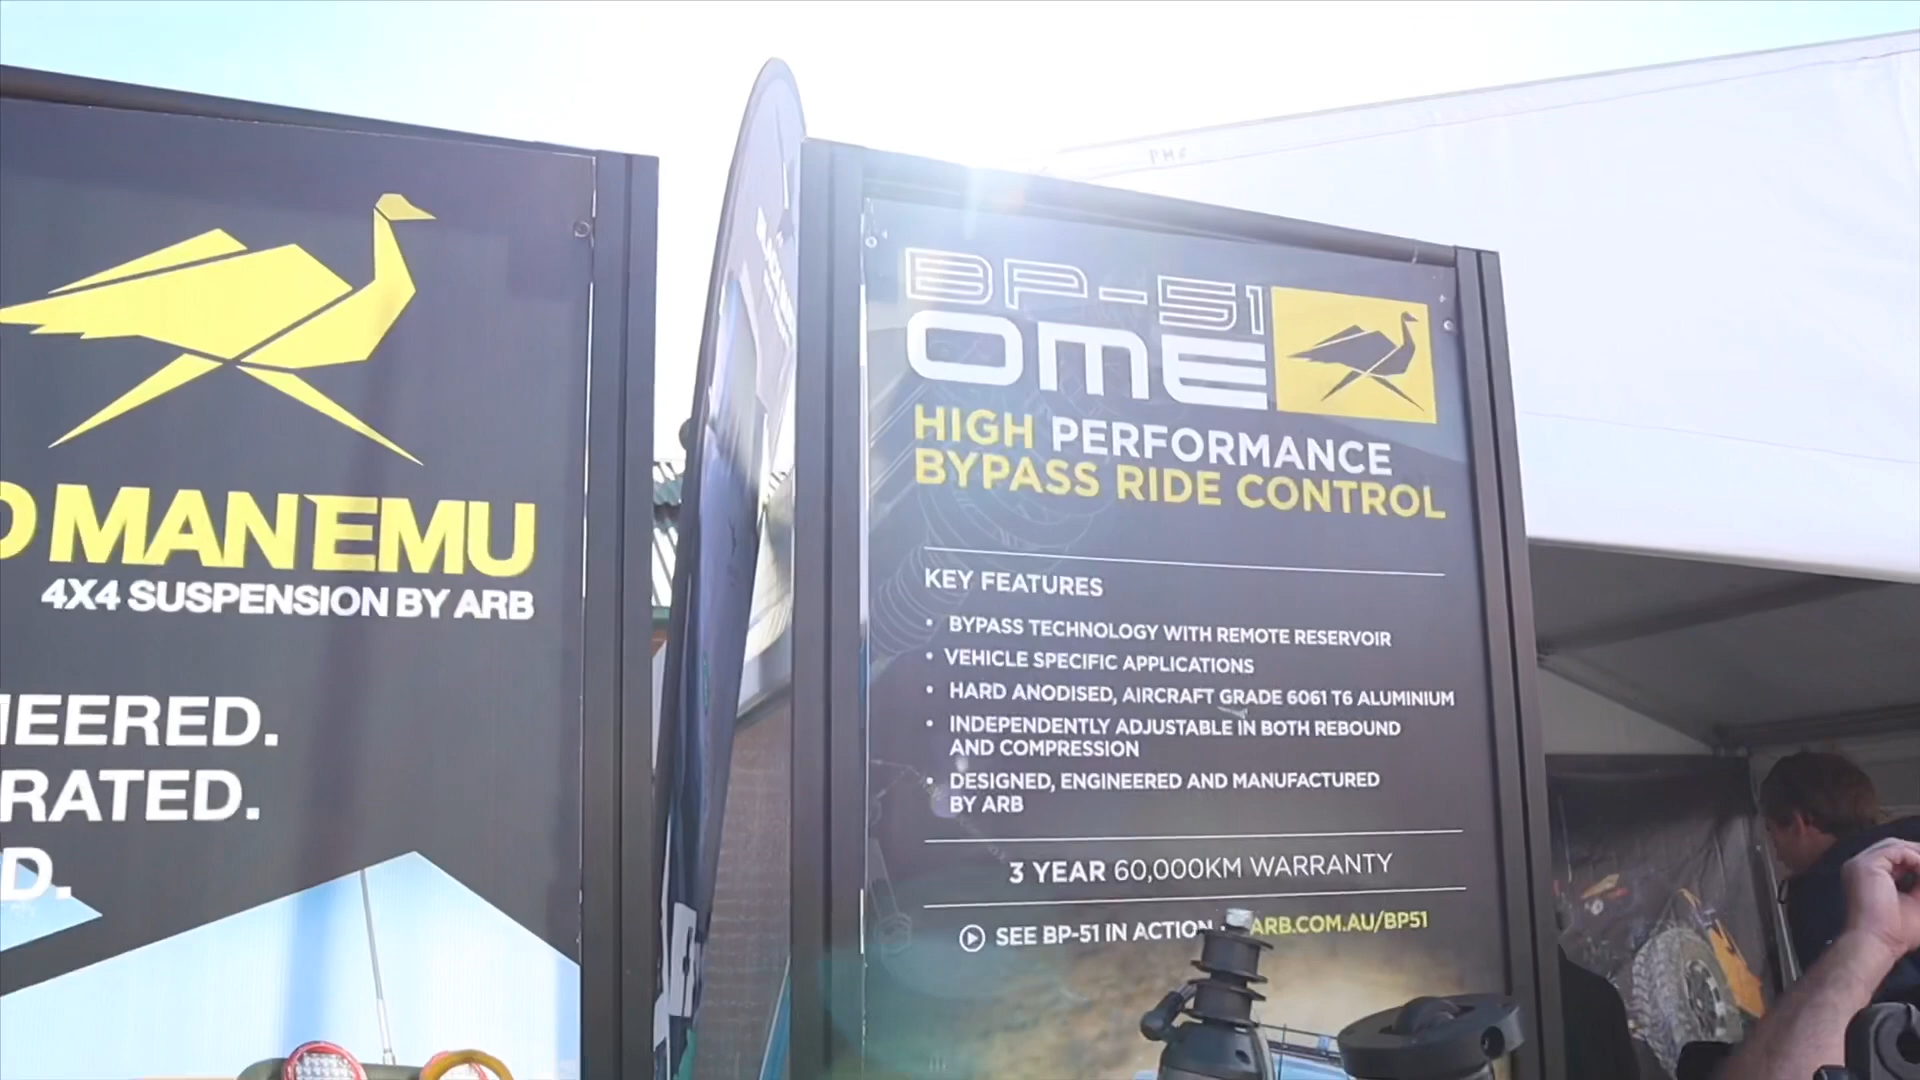 MAN EMU
4X4 SUSPENSION BY ARB
BP-51
OME
HIGH PERFORMANCE
BYPASS RIDE CONTROL
KEY FEATURES
• BYPASS TECHNOLOGY WITH REMOTE RESERVOIR
• VEHICLE SPECIFIC APPLICATIONS
• HARD ANODISED, AIRCRAFT GRADE 6061 T6 ALUMINIUM
• INDEPENDENTLY ADJUSTABLE IN BOTH REBOUND
AND COMPRESSION
• DESIGNED, ENGINEERED AND MANUFACTURED
BY ARB
3 YEAR 60,000KM WARRANTY
SEE BP-51 IN ACTION - ARB.COM.AU/BP51